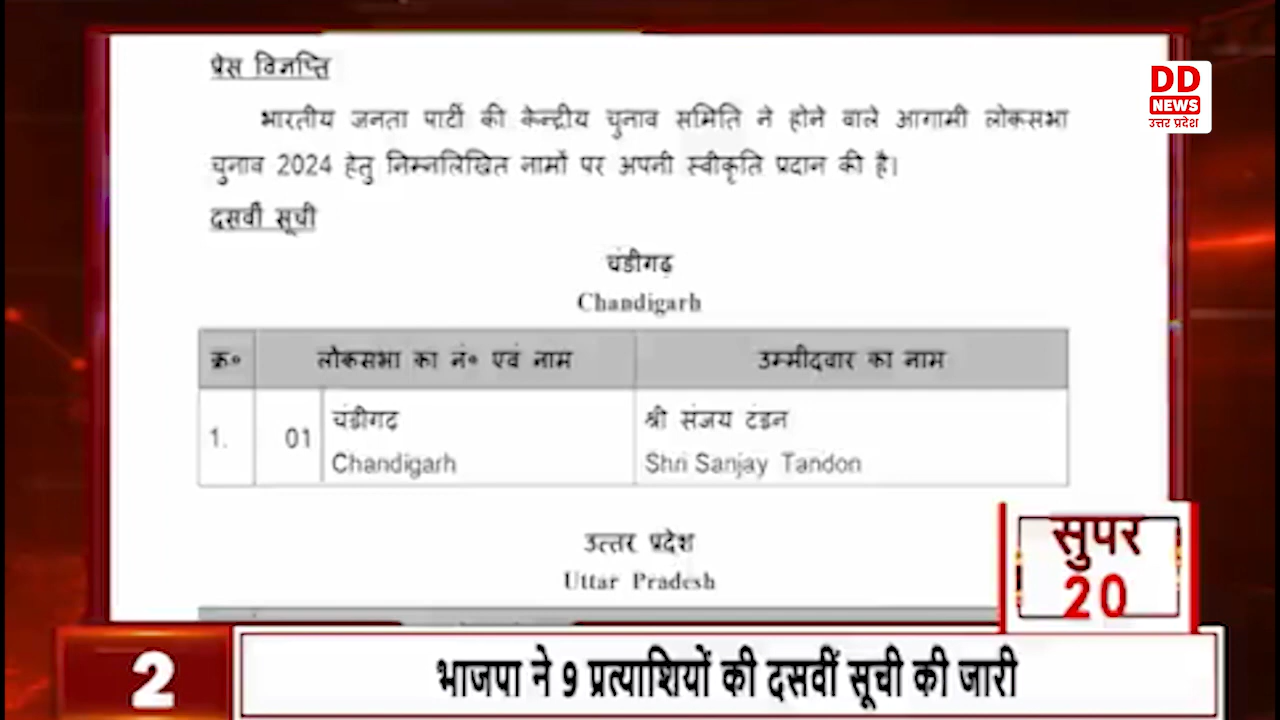 प्रेस विज्ञप्ति
भारतीय जनता पार्टी की केन्द्रीय चुनाव समिति ने होने वाले आगामी लोकसभा
चुनाव 2024 हेतु निम्नलिखित नामों पर अपनी स्वीकृति प्रदान की है।
दसवीं सूची
चंडीगढ़
Chandigarh
क्र० लोकसभा का नं० एवं नाम उम्मीदवार का नाम
1. 01 चंडीगढ़ श्री संजय टंडन
Chandigarh Shri Sanjay Tandon
उत्तर प्रदेश
Uttar Pradesh
DD
NEWS
उत्तर प्रदेश
सुपर
20
2 भाजपा ने 9 प्रत्याशियों की दसवीं सूची की जारी